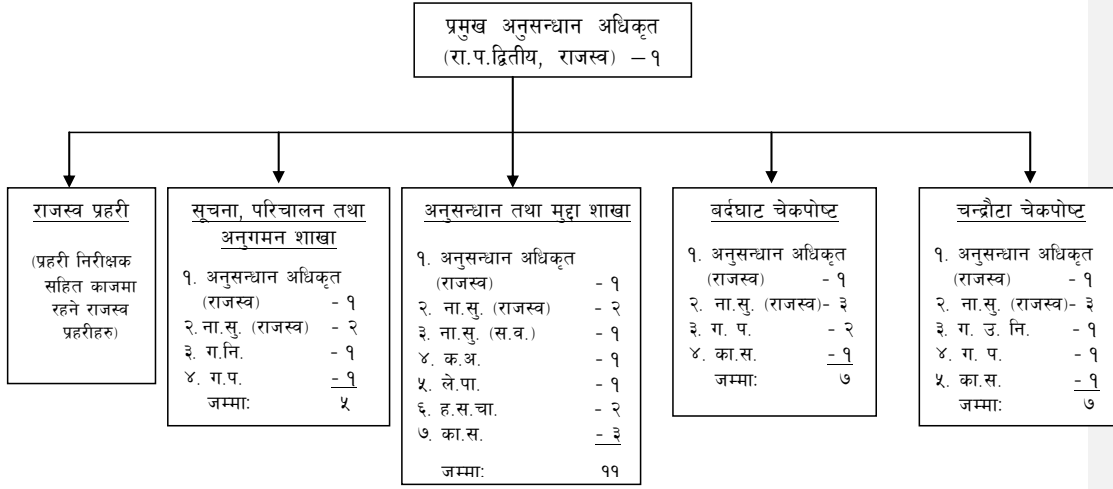 प्रमुख अनुसन्धान अधिकृत
(रा.प.द्वितीय, राजस्व) –१
राजस्व प्रहरी
(प्रहरी निरीक्षक
सहित काजमा
रहने राजस्व
प्रहरीहरु)
सूचना, परिचालन तथा
अनुगमन शाखा
१. अनुसन्धान अधिकृत
(राजस्व) - १
२. ना.सु. (राजस्व) - २
३. ग.नि. - १
४. ग.प. - १
जम्मा: ५
अनुसन्धान तथा मुद्दा शाखा
१. अनुसन्धान अधिकृत
(राजस्व) - १
२. ना.सु. (राजस्व) - २
३. ना.सु. (स.व.) - १
४. क.अ. - १
५. ले.पा. - १
६. ह.स.चा. - २
७. का.स. - ३
जम्मा: ११
बर्दघाट चेकपोष्ट
१. अनुसन्धान अधिकृत
(राजस्व) - १
२. ना.सु. (राजस्व)- ३
३. ग. प. - २
४. का.स. - १
जम्मा: ७
चन्द्रौटा चेकपोष्ट
१. अनुसन्धान अधिकृत
(राजस्व) - १
२. ना.सु. (राजस्व)- ३
३. ग. उ. नि. - १
४. ग. प. - १
५. का.स. - १
जम्मा: ७